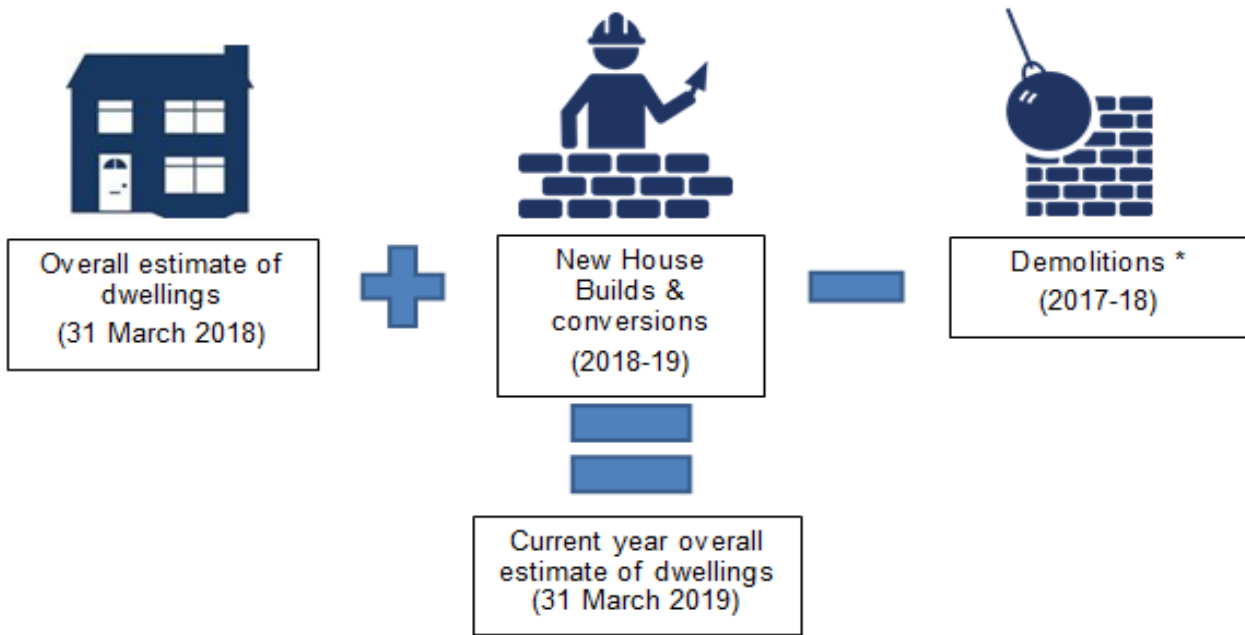 Overall estimate of
dwellings
(31 March 2018)
New House
Builds &
conversions
(2018-19)
Demolitions *
(2017-18)
Current year overall
estimate of dwellings
(31 March 2019)